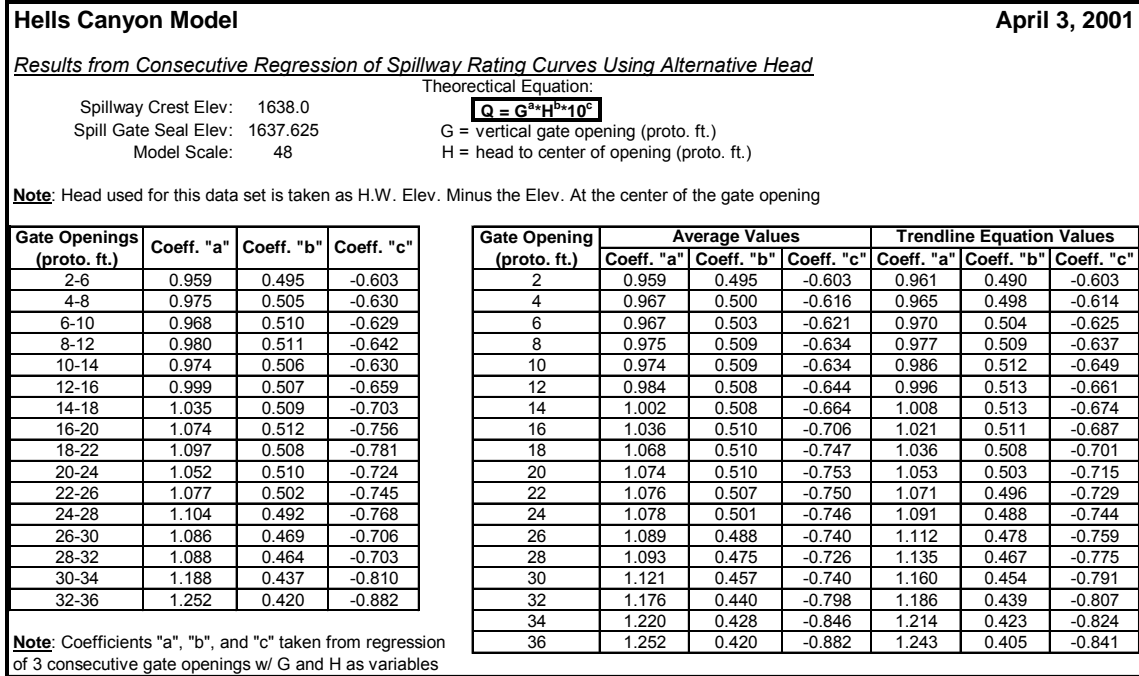 Hells Canyon Model April 3, 2001
Results from Consecutive Regression of Spillway Rating Curves Using Alternative Head
Theorectical Equation:
Spillway Crest Elev: 1638.0 Q = G^a*H^b*10^c
Spill Gate Seal Elev: 1637.625 G = vertical gate opening (proto. ft.)
Model Scale: 48 H = head to center of opening (proto. ft.)
Note: Head used for this data set is taken as H.W. Elev. Minus the Elev. At the center of the gate opening
Gate Openings (proto. ft.) Coeff. "a" Coeff. "b" Coeff. "c"
2-6 0.959 0.495 -0.603
4-8 0.975 0.505 -0.630
6-10 0.968 0.510 -0.629
8-12 0.980 0.511 -0.642
10-14 0.974 0.506 -0.630
12-16 0.999 0.507 -0.659
14-18 1.035 0.509 -0.703
16-20 1.074 0.512 -0.756
18-22 1.097 0.508 -0.781
20-24 1.052 0.510 -0.724
22-26 1.077 0.502 -0.745
24-28 1.104 0.492 -0.768
26-30 1.086 0.469 -0.706
28-32 1.088 0.464 -0.703
30-34 1.188 0.437 -0.810
32-36 1.252 0.420 -0.882
Note: Coefficients "a", "b", and "c" taken from regression
of 3 consecutive gate openings w/ G and H as variables
Gate Opening Average Values Trendline Equation Values
(proto. ft.) Coeff. "a" Coeff. "b" Coeff. "c" Coeff. "a" Coeff. "b" Coeff. "c"
2 0.959 0.495 -0.603 0.961 0.490 -0.603
4 0.967 0.500 -0.616 0.965 0.498 -0.614
6 0.967 0.503 -0.621 0.970 0.504 -0.625
8 0.975 0.509 -0.634 0.977 0.509 -0.637
10 0.974 0.509 -0.634 0.986 0.512 -0.649
12 0.984 0.508 -0.644 0.996 0.513 -0.661
14 1.002 0.508 -0.664 1.008 0.513 -0.674
16 1.036 0.510 -0.706 1.021 0.511 -0.687
18 1.068 0.510 -0.747 1.036 0.508 -0.701
20 1.074 0.510 -0.753 1.053 0.503 -0.715
22 1.076 0.507 -0.750 1.071 0.496 -0.729
24 1.078 0.501 -0.746 1.091 0.488 -0.744
26 1.089 0.488 -0.740 1.112 0.478 -0.759
28 1.093 0.475 -0.726 1.135 0.467 -0.775
30 1.121 0.457 -0.740 1.160 0.454 -0.791
32 1.176 0.440 -0.798 1.186 0.439 -0.807
34 1.220 0.428 -0.846 1.214 0.423 -0.824
36 1.252 0.420 -0.882 1.243 0.405 -0.841